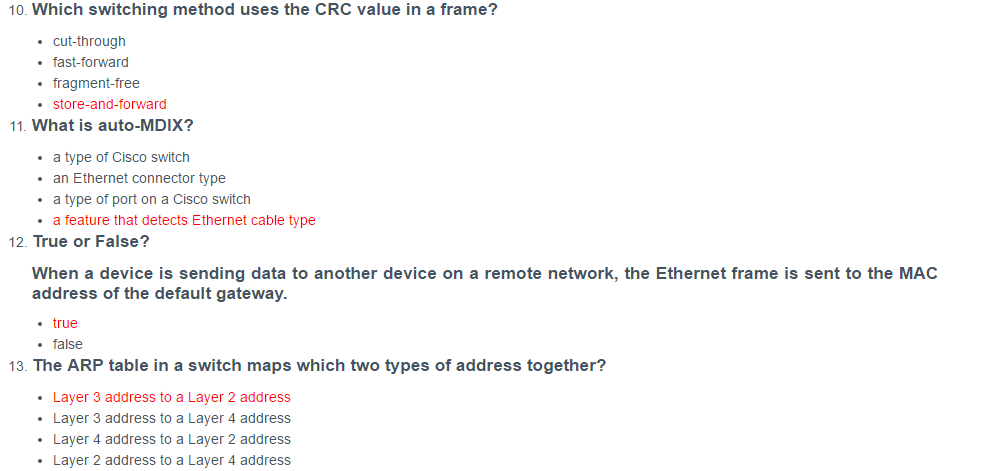 10. Which switching method uses the CRC value in a frame?
• cut-through
• fast-forward
• fragment-free
• store-and-forward
11. What is auto-MDIX?
• a type of Cisco switch
• an Ethernet connector type
• a type of port on a Cisco switch
• a feature that detects Ethernet cable type
12. True or False?
When a device is sending data to another device on a remote network, the Ethernet frame is sent to the MAC
address of the default gateway.
• true
• false
13. The ARP table in a switch maps which two types of address together?
• Layer 3 address to a Layer 2 address
• Layer 3 address to a Layer 4 address
• Layer 4 address to a Layer 2 address
• Layer 2 address to a Layer 4 address